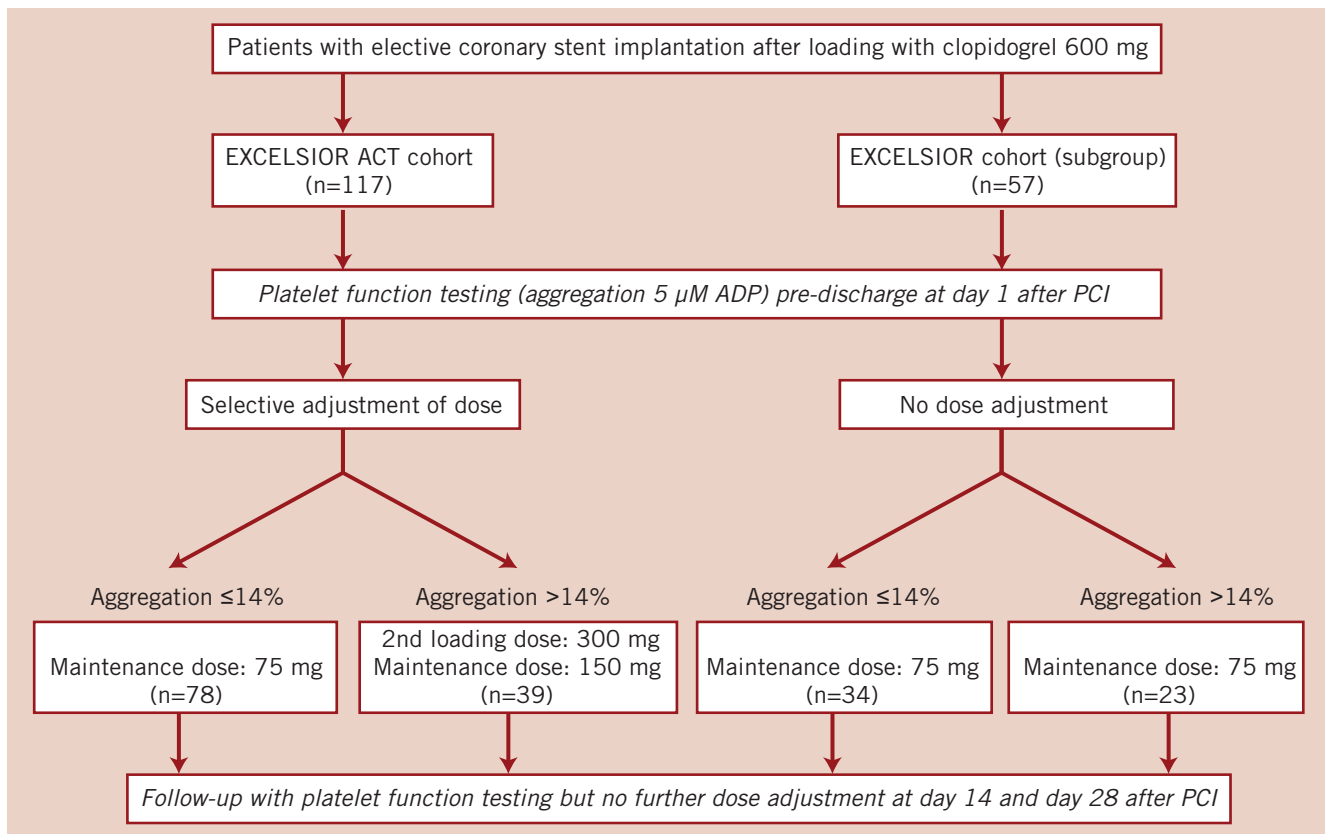 Patients with elective coronary stent implantation after loading with clopidogrel 600 mg
EXCELSIOR ACT cohort
(n=117)
EXCELSIOR cohort (subgroup)
(n=57)
Platelet function testing (aggregation 5 µM ADP) pre-discharge at day 1 after PCI
Selective adjustment of dose
No dose adjustment
Aggregation ≤14%
Maintenance dose: 75 mg
(n=78)
Aggregation >14%
2nd loading dose: 300 mg
Maintenance dose: 150 mg
(n=39)
Aggregation ≤14%
Maintenance dose: 75 mg
(n=34)
Aggregation >14%
Maintenance dose: 75 mg
(n=23)
Follow-up with platelet function testing but no further dose adjustment at day 14 and day 28 after PCI